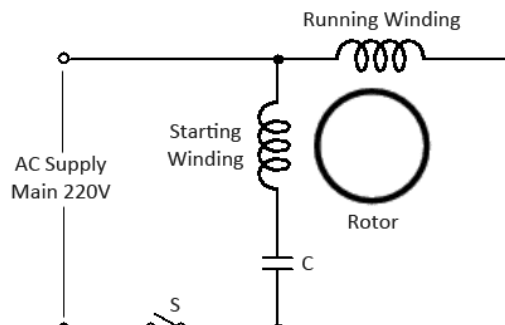 Running Winding
Starting
Winding
AC Supply
Main 220V
Rotor
C
S